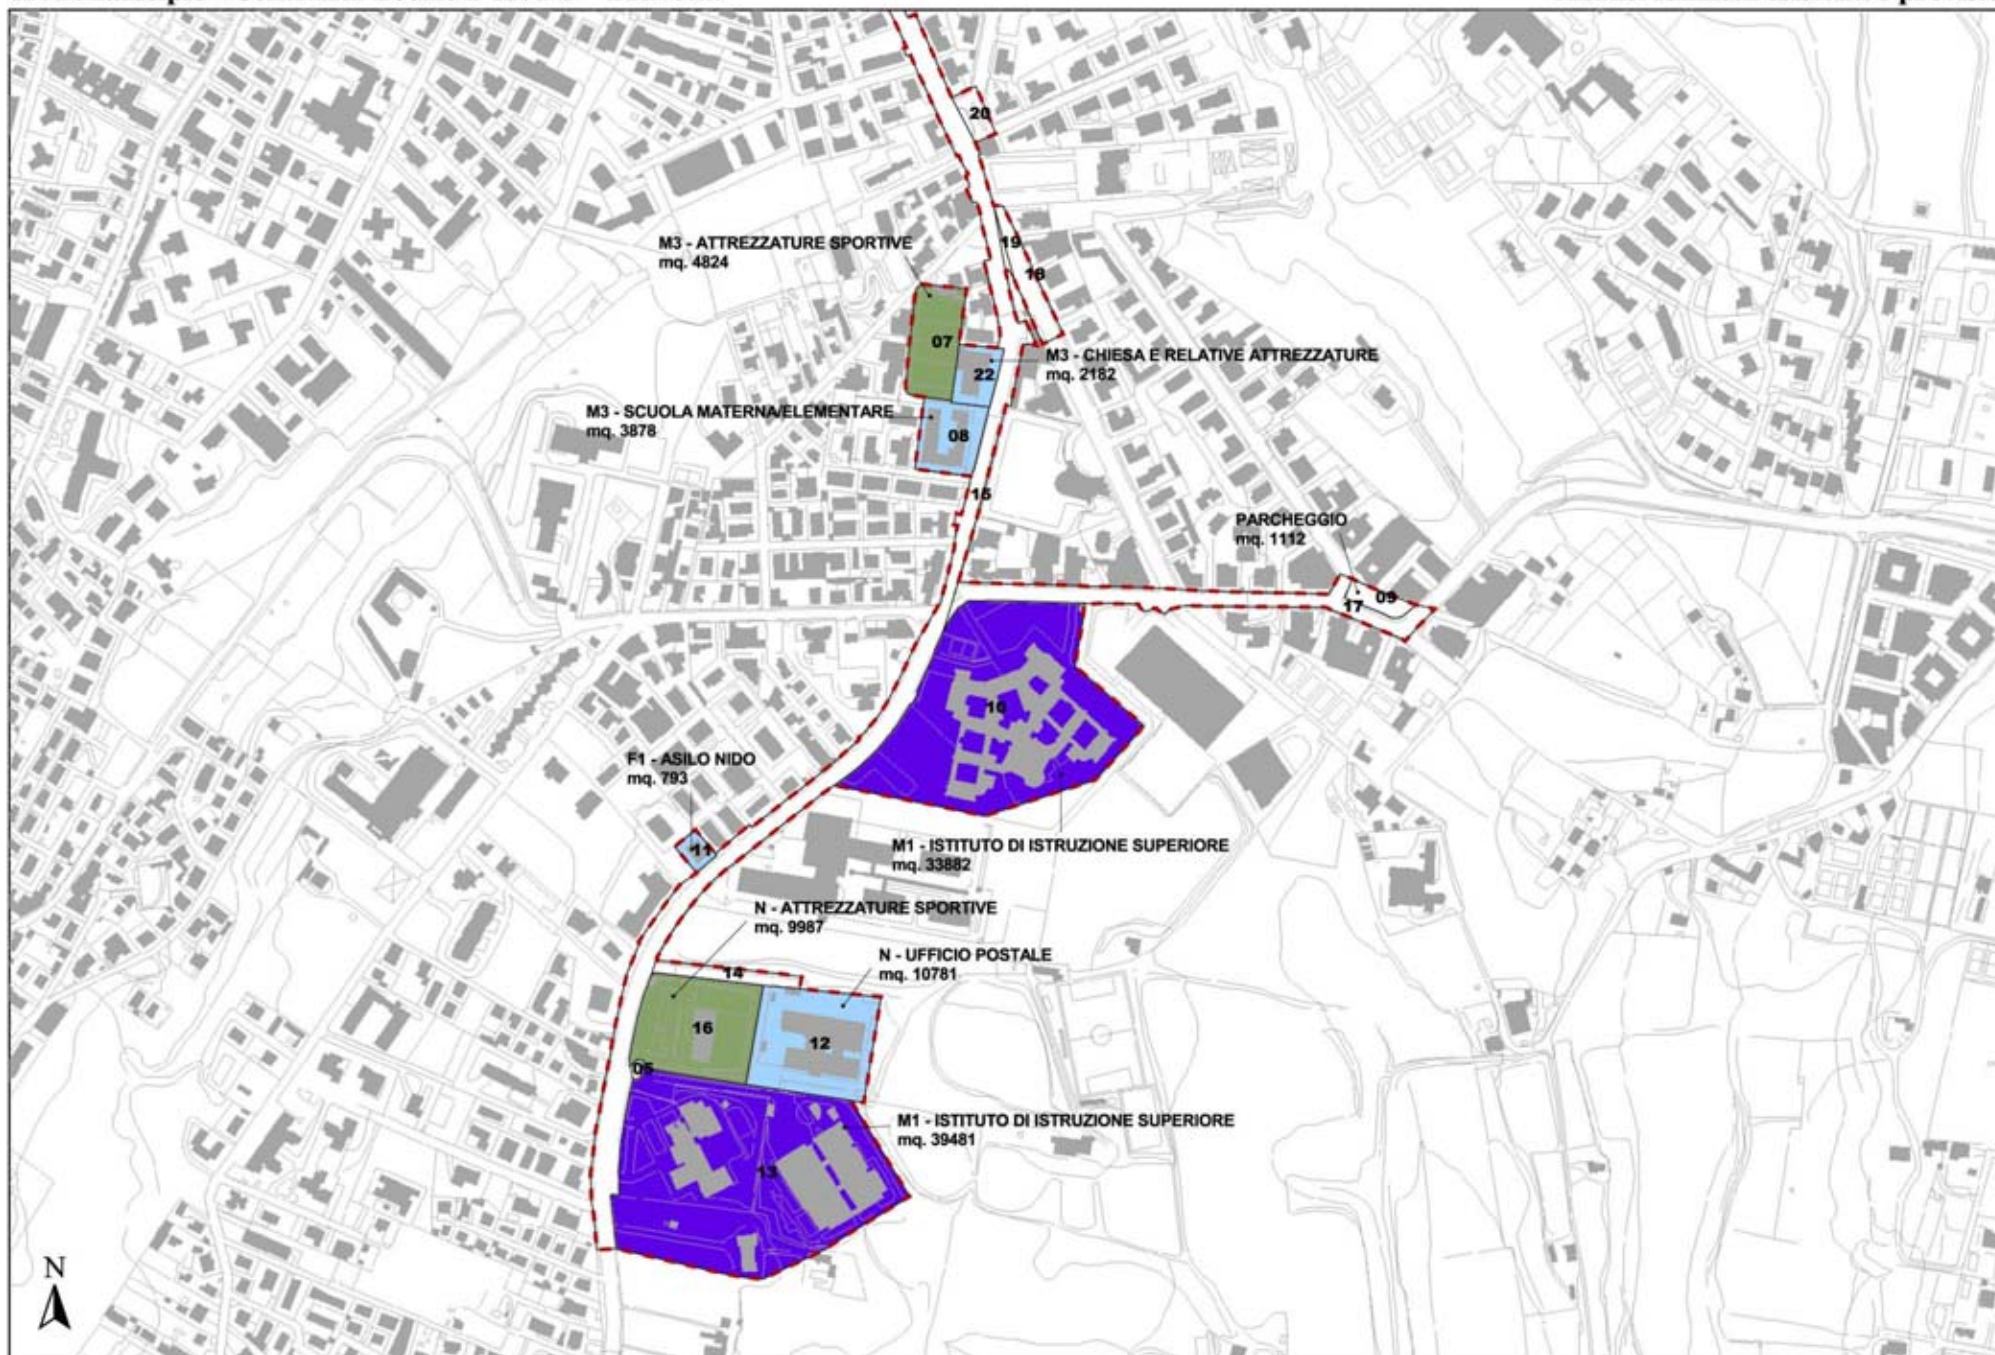 20
19
18
M3 - ATTREZZATURE SPORTIVE
mq. 4824
07
M3 - CHIESA E RELATIVE ATTREZZATURE
mq. 2182
22
M3 - SCUOLA MATERNA/ELEMENTARE
mq. 3878
08
15
PARCHEGGIO
mq. 1112
09
17
10
F1 - ASILO NIDO
mq. 793
11
M1 - ISTITUTO DI ISTRUZIONE SUPERIORE
mq. 33882
N - ATTREZZATURE SPORTIVE
mq. 9987
N - UFFICIO POSTALE
mq. 10781
14
16
12
05
M1 - ISTITUTO DI ISTRUZIONE SUPERIORE
mq. 39481
13
N